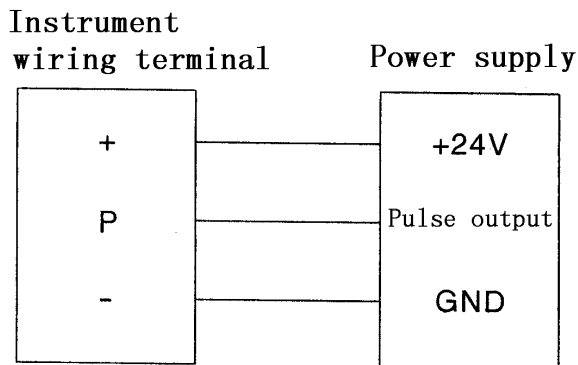 Instrument
wiring terminal
Power supply
+
+24V
P
Pulse output
-
GND